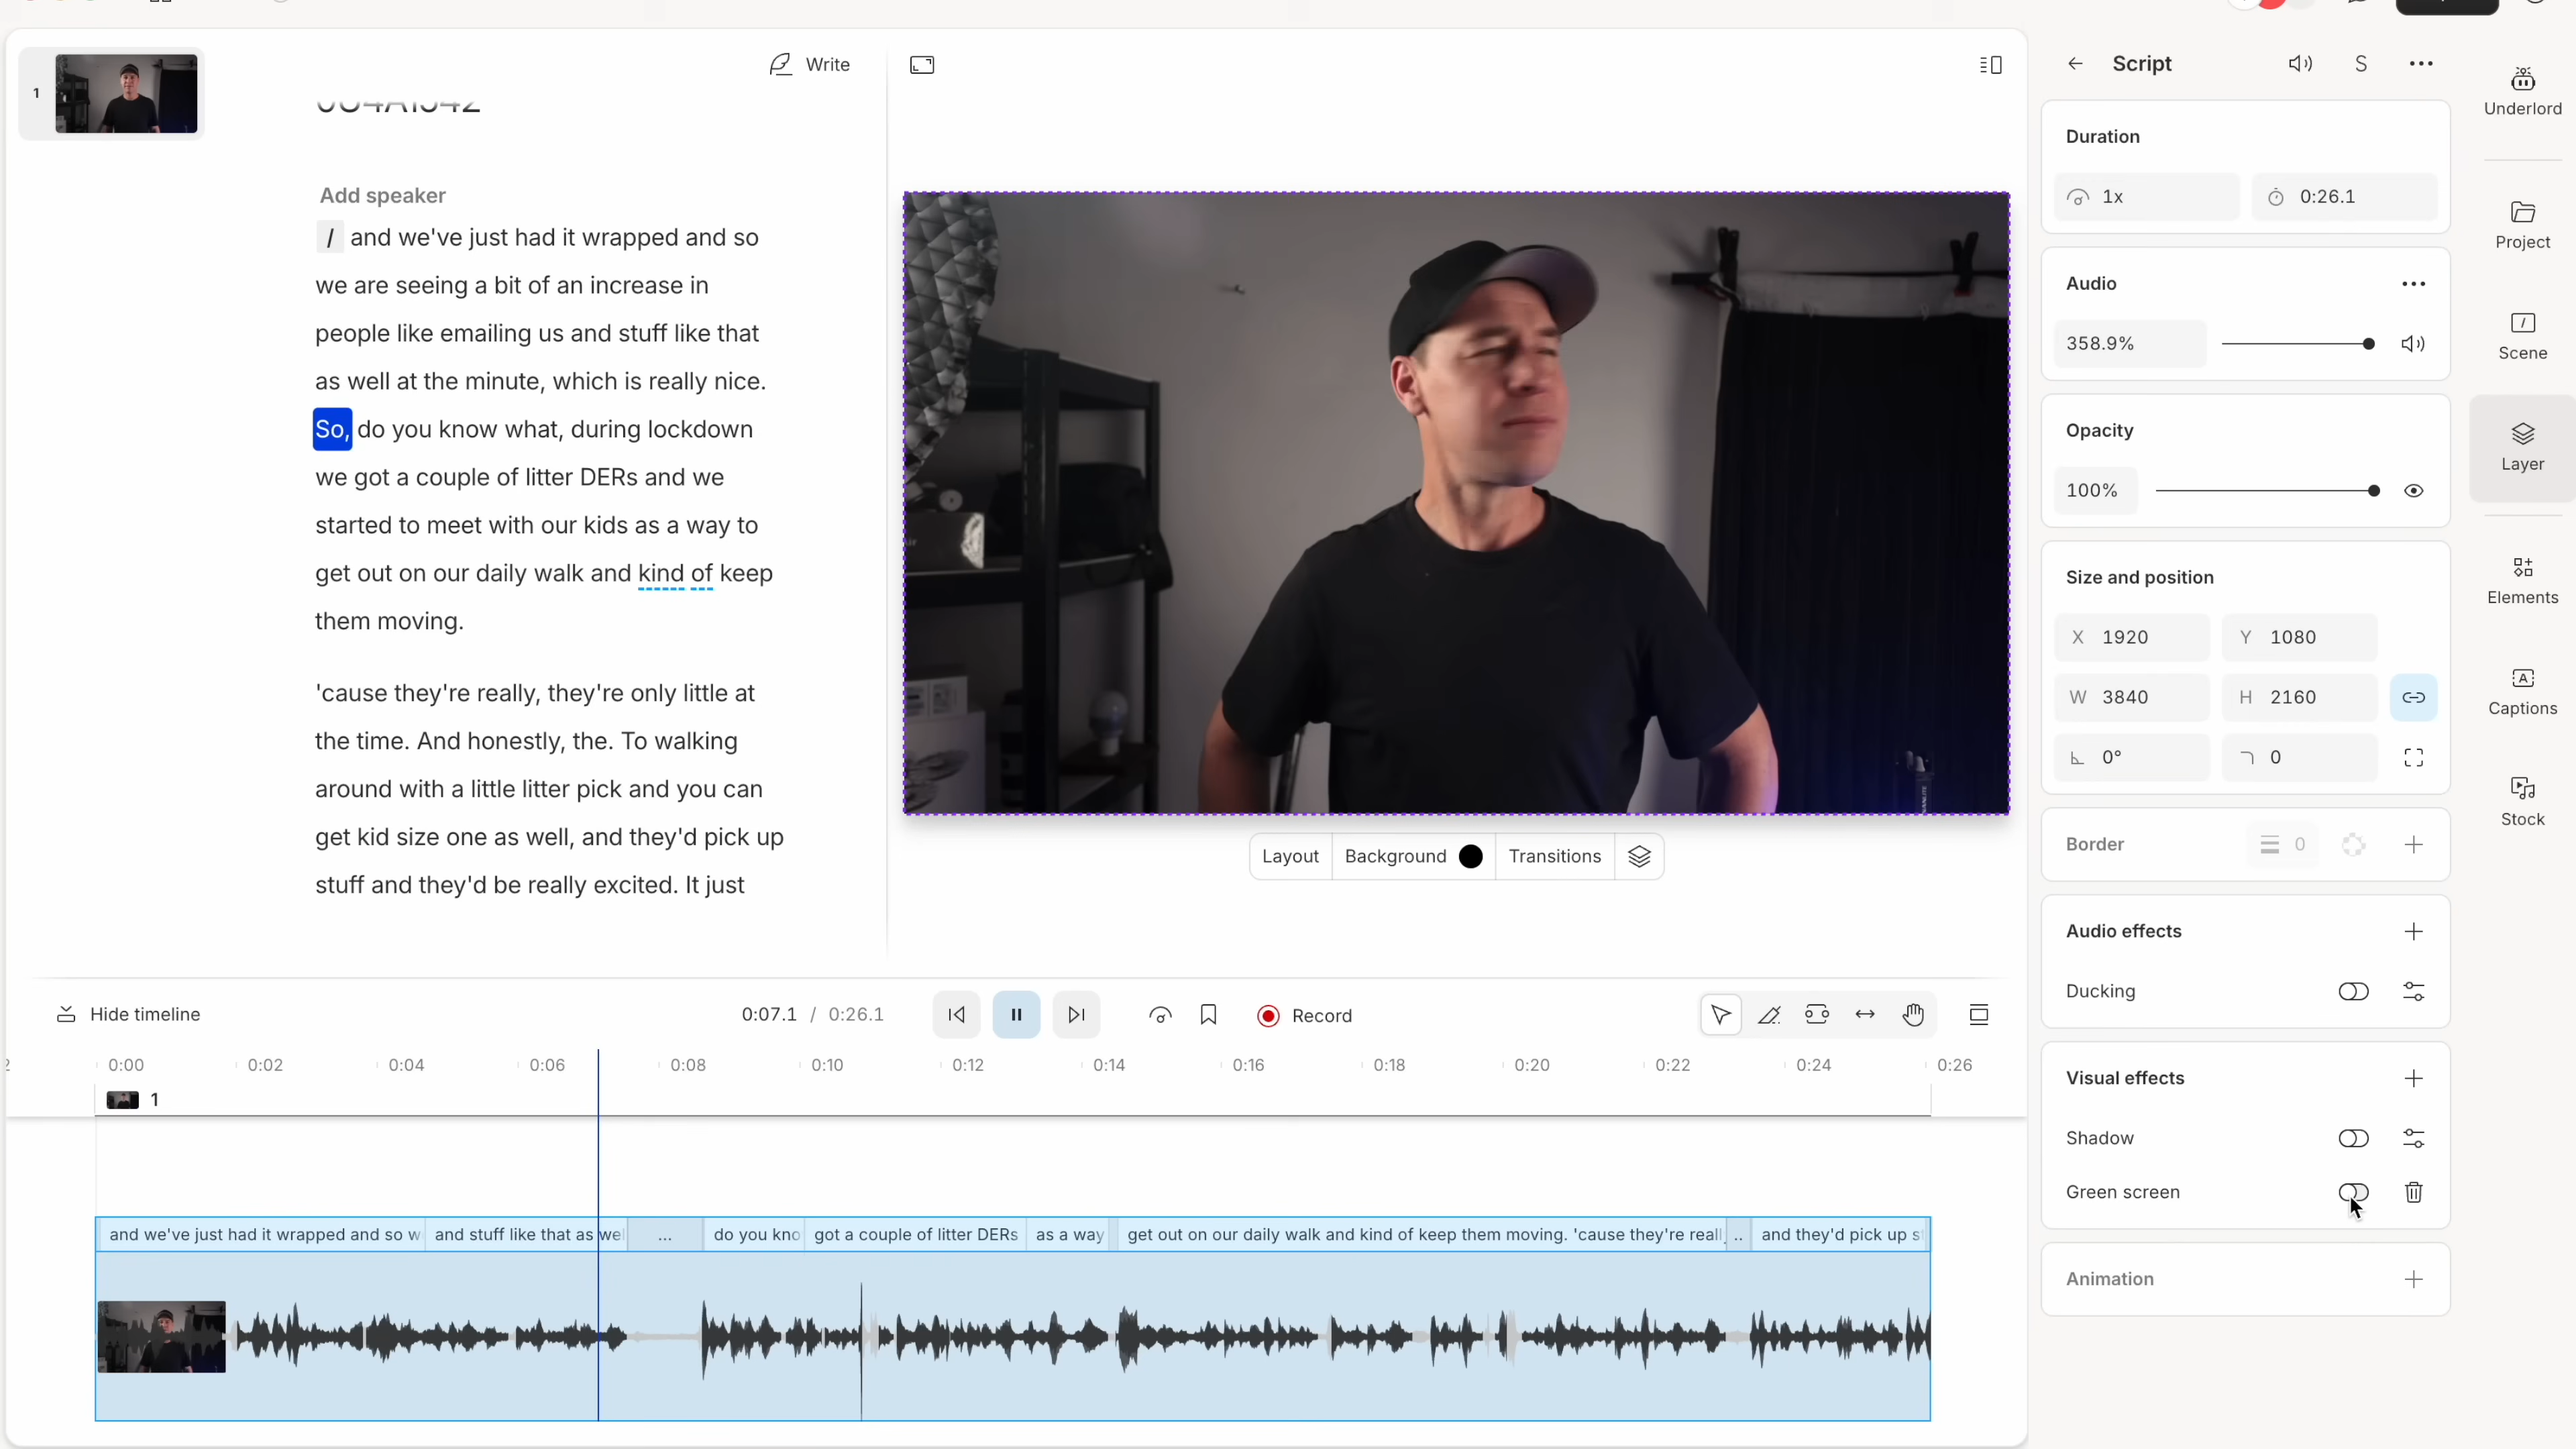 1
Write
Add speaker
/ and we've just had it wrapped and so
we are seeing a bit of an increase in
people like emailing us and stuff like that
as well at the minute, which is really nice.
So, do you know what, during lockdown
we got a couple of litter DERs and we
started to meet with our kids as a way to
get out on our daily walk and kind of keep
them moving.
'cause they're really, they're only little at
the time. And honestly, the. To walking
around with a little litter pick and you can
get kid size one as well, and they'd pick up
stuff and they'd be really excited. It just
Layout
Background
Transitions
Script
S
Duration
1x
0:26.1
Audio
358.9%
Opacity
100%
Size and position
X 1920
Y 1080
W 3840
H 2160
0°
0
Border
0
Audio effects
Ducking
Visual effects
Shadow
Green screen
Animation
Underlord
Project
Scene
Layer
Elements
Captions
Stock
Hide timeline
0:07.1 / 0:26.1
Record
0:00 0:02 0:04 0:06 0:08 0:10 0:12 0:14 0:16 0:18 0:20 0:22 0:24 0:26
1
and we've just had it wrapped and so w
and stuff like that as wel
...
do you kno
got a couple of litter DERs
as a way
get out on our daily walk and kind of keep them moving. 'cause they're reall
..
and they'd pick up s